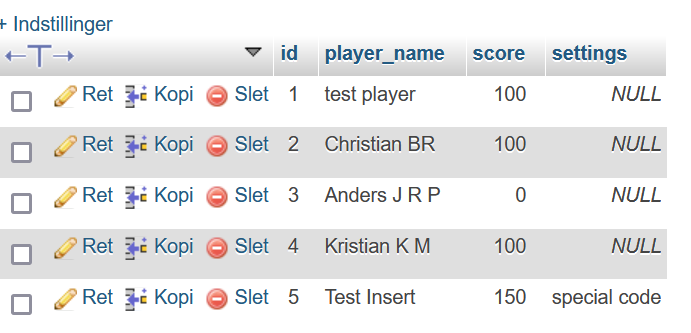 + Indstillinger
←T→ id player_name score settings
Ret Kopi Slet 1 test player 100 NULL
Ret Kopi Slet 2 Christian BR 100 NULL
Ret Kopi Slet 3 Anders J R P 0 NULL
Ret Kopi Slet 4 Kristian K M 100 NULL
Ret Kopi Slet 5 Test Insert 150 special code